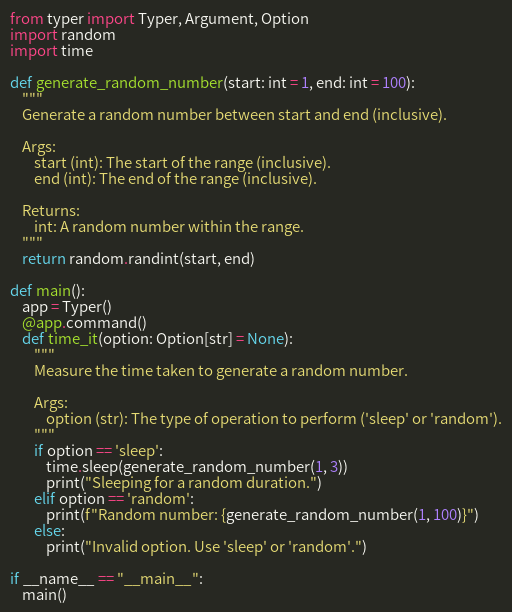 from typer import Typer, Argument, Option
import random
import time

def generate_random_number(start: int = 1, end: int = 100):
    """
    Generate a random number between start and end (inclusive).

    Args:
        start (int): The start of the range (inclusive).
        end (int): The end of the range (inclusive).

    Returns:
        int: A random number within the range.
    """
    return random.randint(start, end)

def main():
    app = Typer()
    @app.command()
    def time_it(option: Option[str] = None):
        """
        Measure the time taken to generate a random number.

        Args:
            option (str): The type of operation to perform ('sleep' or 'random').
        """
        if option == 'sleep':
            time.sleep(generate_random_number(1, 3))
            print("Sleeping for a random duration.")
        elif option == 'random':
            print(f"Random number: {generate_random_number(1, 100)}")
        else:
            print("Invalid option. Use 'sleep' or 'random'.")

if __name__ == "__main__":
    main()